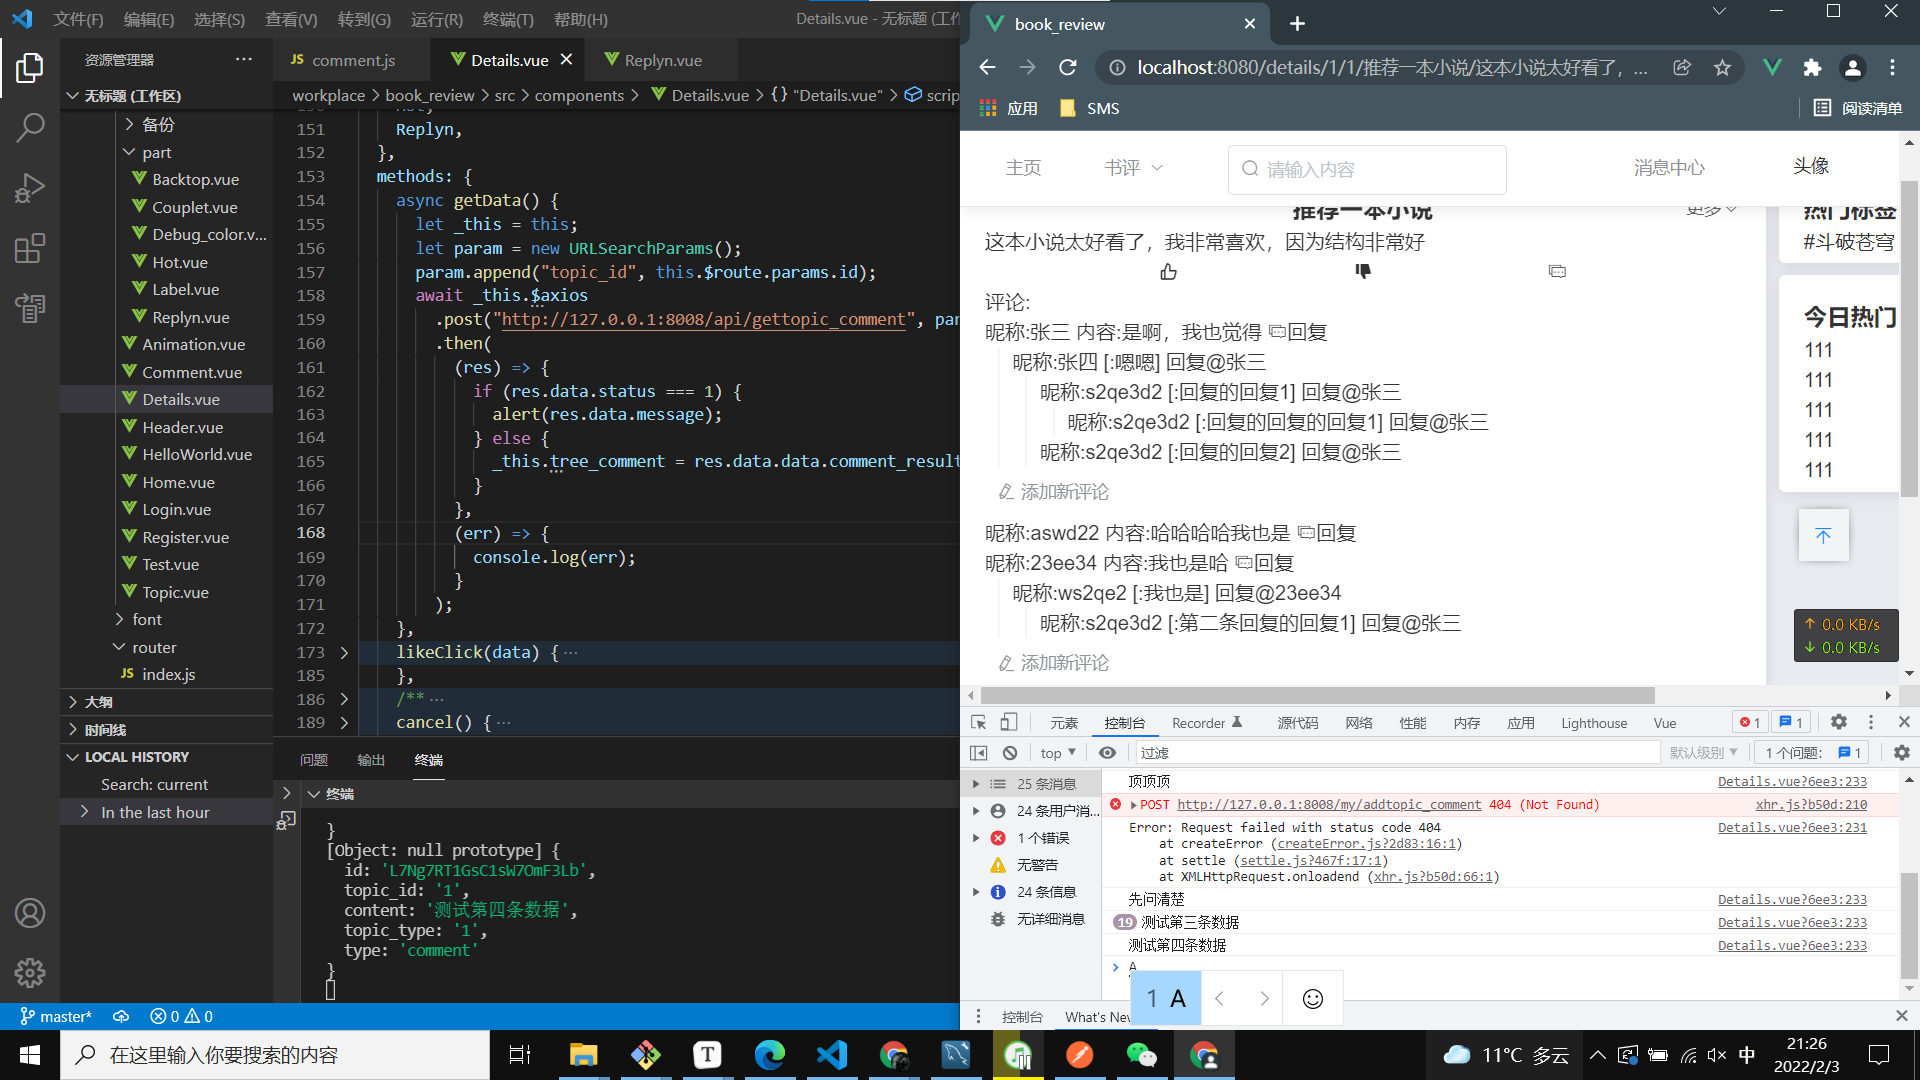 文件(F) 编辑(E) 选择(S) 查看(V) 转到(G) 运行(R) 终端(T) 帮助(H) Details.vue - 无标题 (工作
资源管理器
无标题 (工作区)
备份
part
Backtop.vue
Couplet.vue
Debug_color.v...
Hot.vue
Label.vue
Replyn.vue
Animation.vue
Comment.vue
Details.vue
Header.vue
HelloWorld.vue
Home.vue
Login.vue
Register.vue
Test.vue
Topic.vue
font
router
JS index.js
大纲
时间线
LOCAL HISTORY
Search: current
In the last hour
JS comment.js Details.vue Replyn.vue
workplace > book_review > src > components > Details.vue > {} "Details.vue" > scrip
151 Replyn,
152 },
153 methods: {
154 async getData() {
155 let _this = this;
156 let param = new URLSearchParams();
157 param.append("topic_id", this.$route.params.id);
158 await _this.$axios
159 .post("http://127.0.0.1:8008/api/gettopic_comment", par
160 .then(
161 (res) => {
162 if (res.data.status === 1) {
163 alert(res.data.message);
164 } else {
165 _this.tree_comment = res.data.data.comment_result
166 }
167 },
168 (err) => {
169 console.log(err);
170 }
171 );
172 },
173 likeClick(data) {···
185 },
186 /**···
189 cancel() {···
问题 输出 终端
终端
}
[Object: null prototype] {
id: 'L7Ng7RT1GsC1sW7OmF3Lb',
topic_id: '1',
content: '测试第四条数据',
topic_type: '1',
type: 'comment'
}
master* 0 0
book_review
localhost:8080/details/1/1/推荐一本小说/这本小说太好看了，...
应用 SMS 阅读清单
主页 书评 请输入内容 消息中心 头像
推荐一本小说 更多
这本小说太好看了，我非常喜欢，因为结构非常好
评论:
昵称:张三 内容:是啊，我也觉得 回复
昵称:张四 [:嗯嗯] 回复@张三
昵称:s2qe3d2 [:回复的回复1] 回复@张三
昵称:s2qe3d2 [:回复的回复的回复1] 回复@张三
昵称:s2qe3d2 [:回复的回复2] 回复@张三
添加新评论
昵称:aswd22 内容:哈哈哈哈我也是 回复
昵称:23ee34 内容:我也是哈 回复
昵称:ws2qe2 [:我也是] 回复@23ee34
昵称:s2qe3d2 [:第二条回复的回复1] 回复@张三
添加新评论
热门标签
#斗破苍穹
今日热门
111
111
111
111
111
↑ 0.0 KB/s
↓ 0.0 KB/s
元素 控制台 Recorder 源代码 网络 性能 内存 应用 Lighthouse Vue 1 1
top 过滤 默认级别 1 个问题: 1
25 条消息
24 条用户消...
1 个错误
无警告
24 条信息
无详细消息
顶顶顶 Details.vue?6ee3:233
POST http://127.0.0.1:8008/my/addtopic_comment 404 (Not Found) xhr.js?b50d:210
Error: Request failed with status code 404 Details.vue?6ee3:231
at createError (createError.js?2d83:16:1)
at settle (settle.js?467f:17:1)
at XMLHttpRequest.onloadend (xhr.js?b50d:66:1)
先问清楚 Details.vue?6ee3:233
19 测试第三条数据 Details.vue?6ee3:233
测试第四条数据 Details.vue?6ee3:233
> A
1 A
控制台 What's Nev
在这里输入你要搜索的内容
11°C 多云 中
21:26
2022/2/3